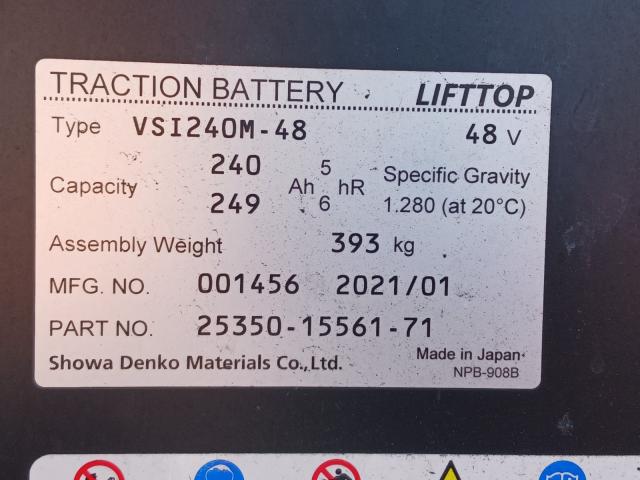 TRACTION BATTERY LIFTTOP
Type VSI240M-48 48 V
Capacity 240 Ah 5 hR Specific Gravity
249 6 1.280 (at 20°C)
Assembly Weight 393 kg
MFG. NO. 001456 2021/01
PART NO. 25350-15561-71
Showa Denko Materials Co.,Ltd. Made in Japan
NPB-908B